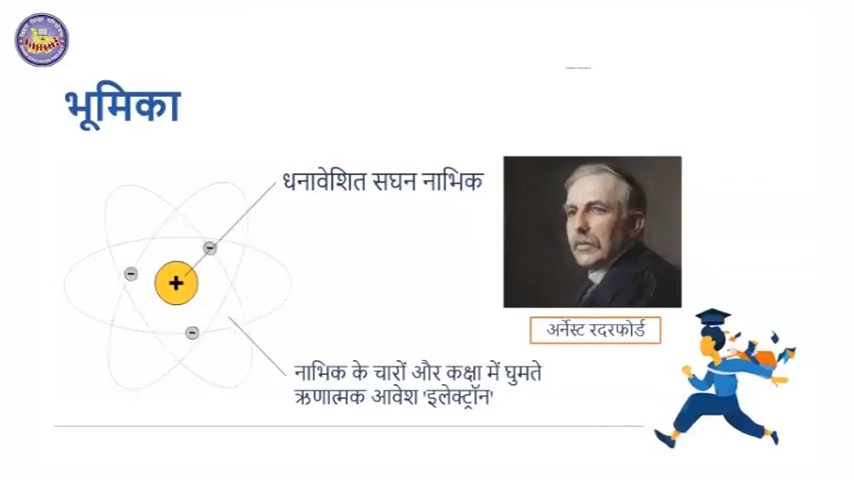 भूमिका
धनावेशित सघन नाभिक
+
−
−
−
अर्नेस्ट रदरफोर्ड
नाभिक के चारों और कक्षा में घुमते
ऋणात्मक आवेश 'इलेक्ट्रॉन'